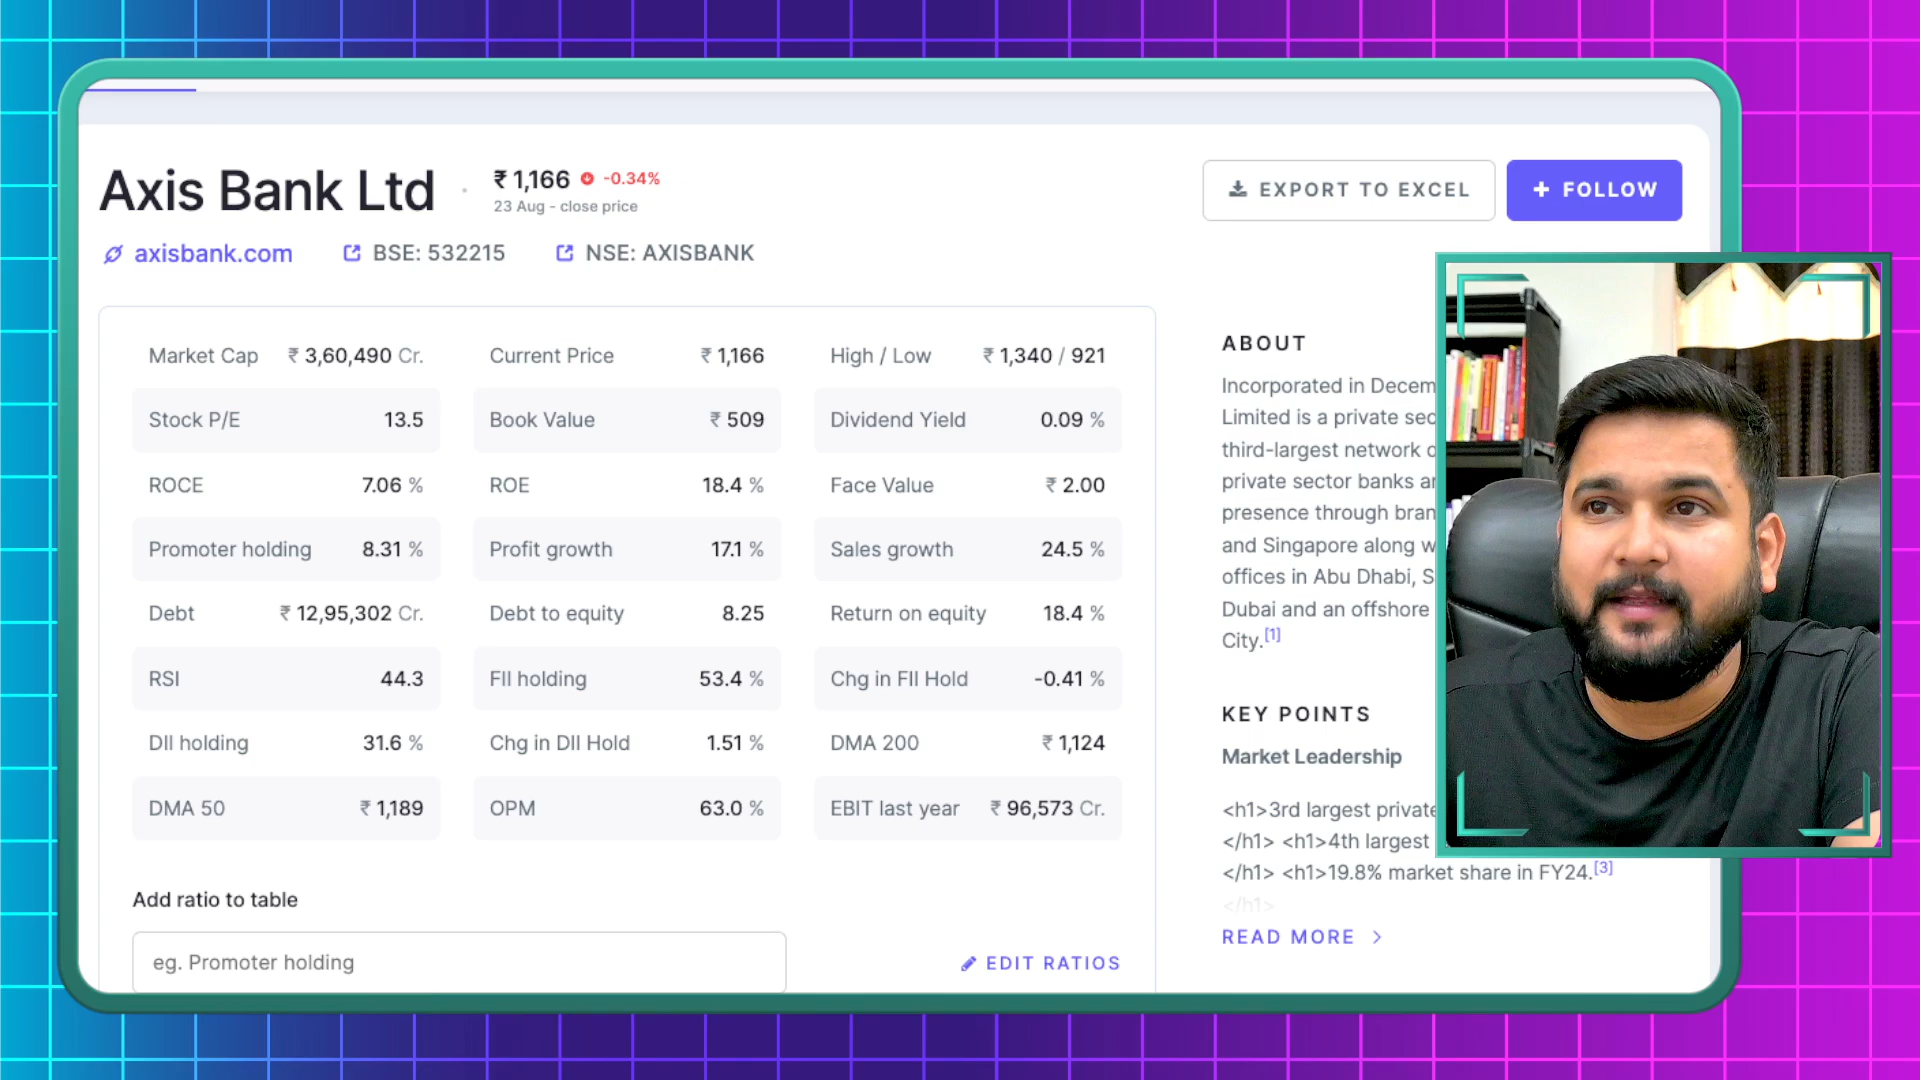 Axis Bank Ltd
₹ 1,166 -0.34%
23 Aug - close price
EXPORT TO EXCEL
+ FOLLOW
axisbank.com
BSE: 532215
NSE: AXISBANK
Market Cap ₹ 3,60,490 Cr.
Current Price ₹ 1,166
High / Low ₹ 1,340 / 921
Stock P/E 13.5
Book Value ₹ 509
Dividend Yield 0.09 %
ROCE 7.06 %
ROE 18.4 %
Face Value ₹ 2.00
Promoter holding 8.31 %
Profit growth 17.1 %
Sales growth 24.5 %
Debt ₹ 12,95,302 Cr.
Debt to equity 8.25
Return on equity 18.4 %
RSI 44.3
FII holding 53.4 %
Chg in FII Hold -0.41 %
DII holding 31.6 %
Chg in DII Hold 1.51 %
DMA 200 ₹ 1,124
DMA 50 ₹ 1,189
OPM 63.0 %
EBIT last year ₹ 96,573 Cr.
Add ratio to table
eg. Promoter holding
EDIT RATIOS
ABOUT
Incorporated in
Limited is a private
third-largest network
private sector banks
presence through
and Singapore along
offices in Abu Dhabi,
Dubai and an offshore
City.[1]
KEY POINTS
Market Leadership
<h1>3rd largest
</h1> <h1>4th largest
</h1> <h1>19.8% market share in FY24.[3]
</h1>
READ MORE